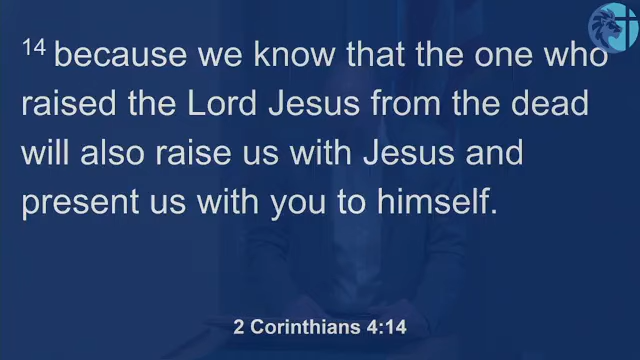 14 because we know that the one who
raised the Lord Jesus from the dead
will also raise us with Jesus and
present us with you to himself.
2 Corinthians 4:14